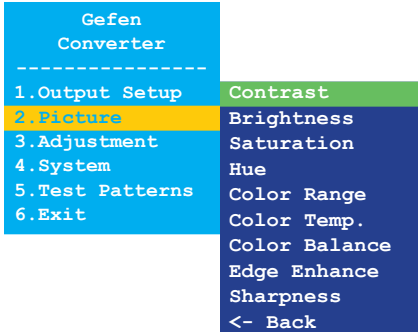 Gefen
Converter
----------------
1.Output Setup
2.Picture
3.Adjustment
4.System
5.Test Patterns
6.Exit
Contrast
Brightness
Saturation
Hue
Color Range
Color Temp.
Color Balance
Edge Enhance
Sharpness
<- Back